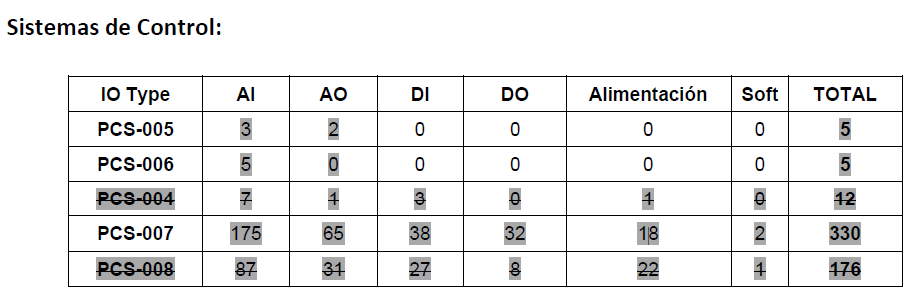 Sistemas de Control:
IO Type AI AO DI DO Alimentación Soft TOTAL
PCS-005 3 2 0 0 0 0 5
PCS-006 5 0 0 0 0 0 5
PCS-004 7 1 3 0 1 0 12
PCS-007 175 65 38 32 18 2 330
PCS-008 87 31 27 8 22 1 176